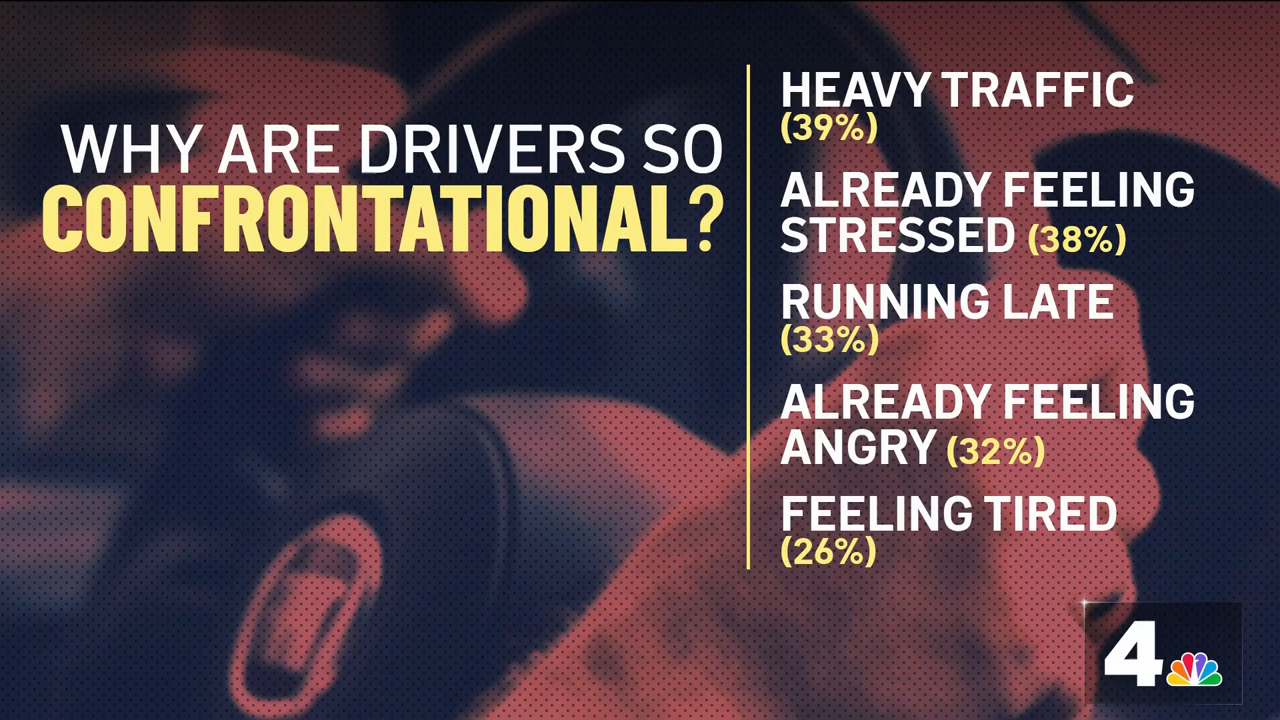 WHY ARE DRIVERS SO
CONFRONTATIONAL?
HEAVY TRAFFIC
(39%)
ALREADY FEELING
STRESSED (38%)
RUNNING LATE
(33%)
ALREADY FEELING
ANGRY (32%)
FEELING TIRED
(26%)
4